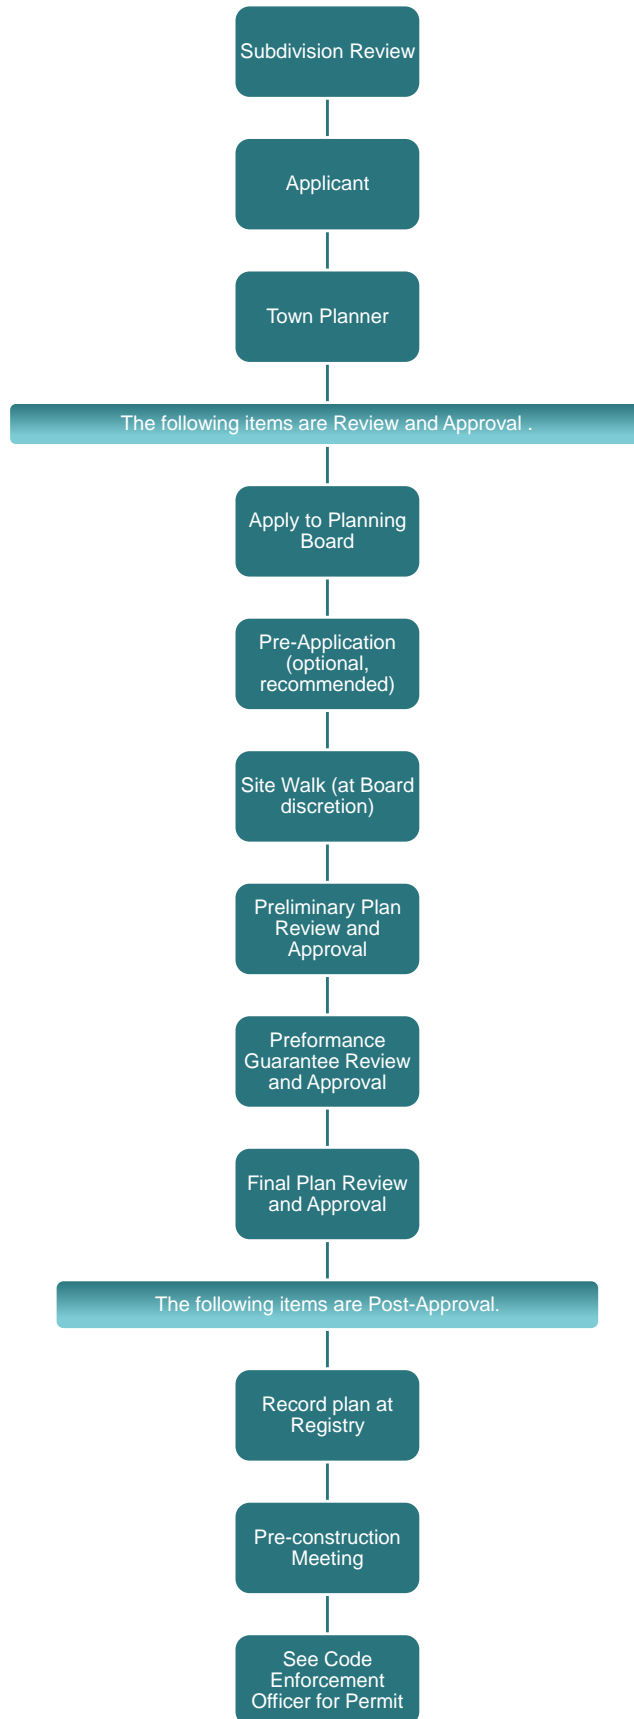 Subdivision Review
Applicant
Town Planner
The following items are Review and Approval .
Apply to Planning
Board
Pre-Application
(optional,
recommended)
Site Walk (at Board
discretion)
Preliminary Plan
Review and
Approval
Preformance
Guarantee Review
and Approval
Final Plan Review
and Approval
The following items are Post-Approval.
Record plan at
Registry
Pre-construction
Meeting
See Code
Enforcement
Officer for Permit